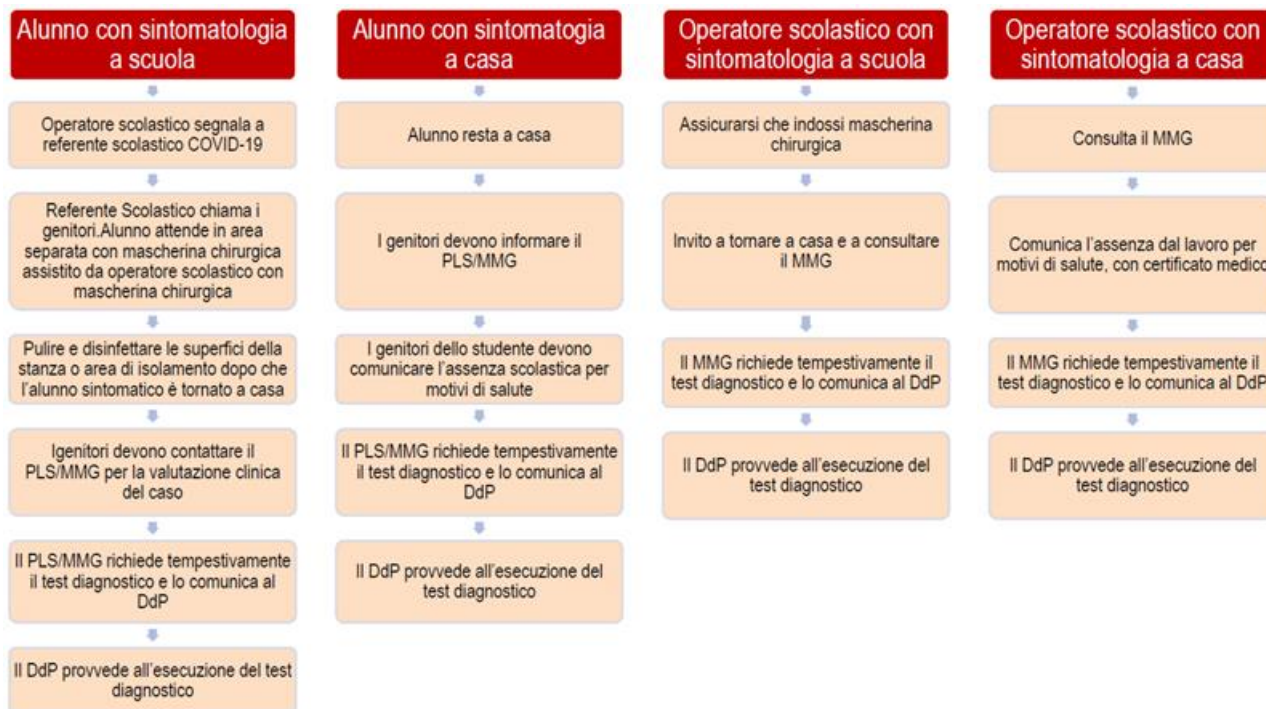 Alunno con sintomatologia
a scuola
Operatore scolastico segnala a
referente scolastico COVID-19
Referente Scolastico chiama i
genitori.Alunno attende in area
separata con mascherina chirurgica
assistito da operatore scolastico con
mascherina chirurgica
Pulire e disinfettare le superfici della
stanza o area di isolamento dopo che
l'alunno sintomatico è tornato a casa
Igenitori devono contattare il
PLS/MMG per la valutazione clinica
del caso
Il PLS/MMG richiede tempestivamente
il test diagnostico e lo comunica al
DdP
Il DdP provvede all'esecuzione del test
diagnostico
Alunno con sintomatogia
a casa
Alunno resta a casa
I genitori devono informare il
PLS/MMG
I genitori dello studente devono
comunicare l'assenza scolastica per
motivi di salute
Il PLS/MMG richiede tempestivamente
il test diagnostico e lo comunica al
DdP
Il DdP provvede all'esecuzione del
test diagnostico
Operatore scolastico con
sintomatologia a scuola
Assicurarsi che indossi mascherina
chirurgica
Invito a tornare a casa e a consultare
il MMG
Il MMG richiede tempestivamente il
test diagnostico e lo comunica al DdP
Il DdP provvede all'esecuzione del
test diagnostico
Operatore scolastico con
sintomatologia a casa
Consulta il MMG
Comunica l'assenza dal lavoro per
motivi di salute, con certificato medico
Il MMG richiede tempestivamente il
test diagnostico e lo comunica al DdP
Il DdP provvede all'esecuzione del
test diagnostico